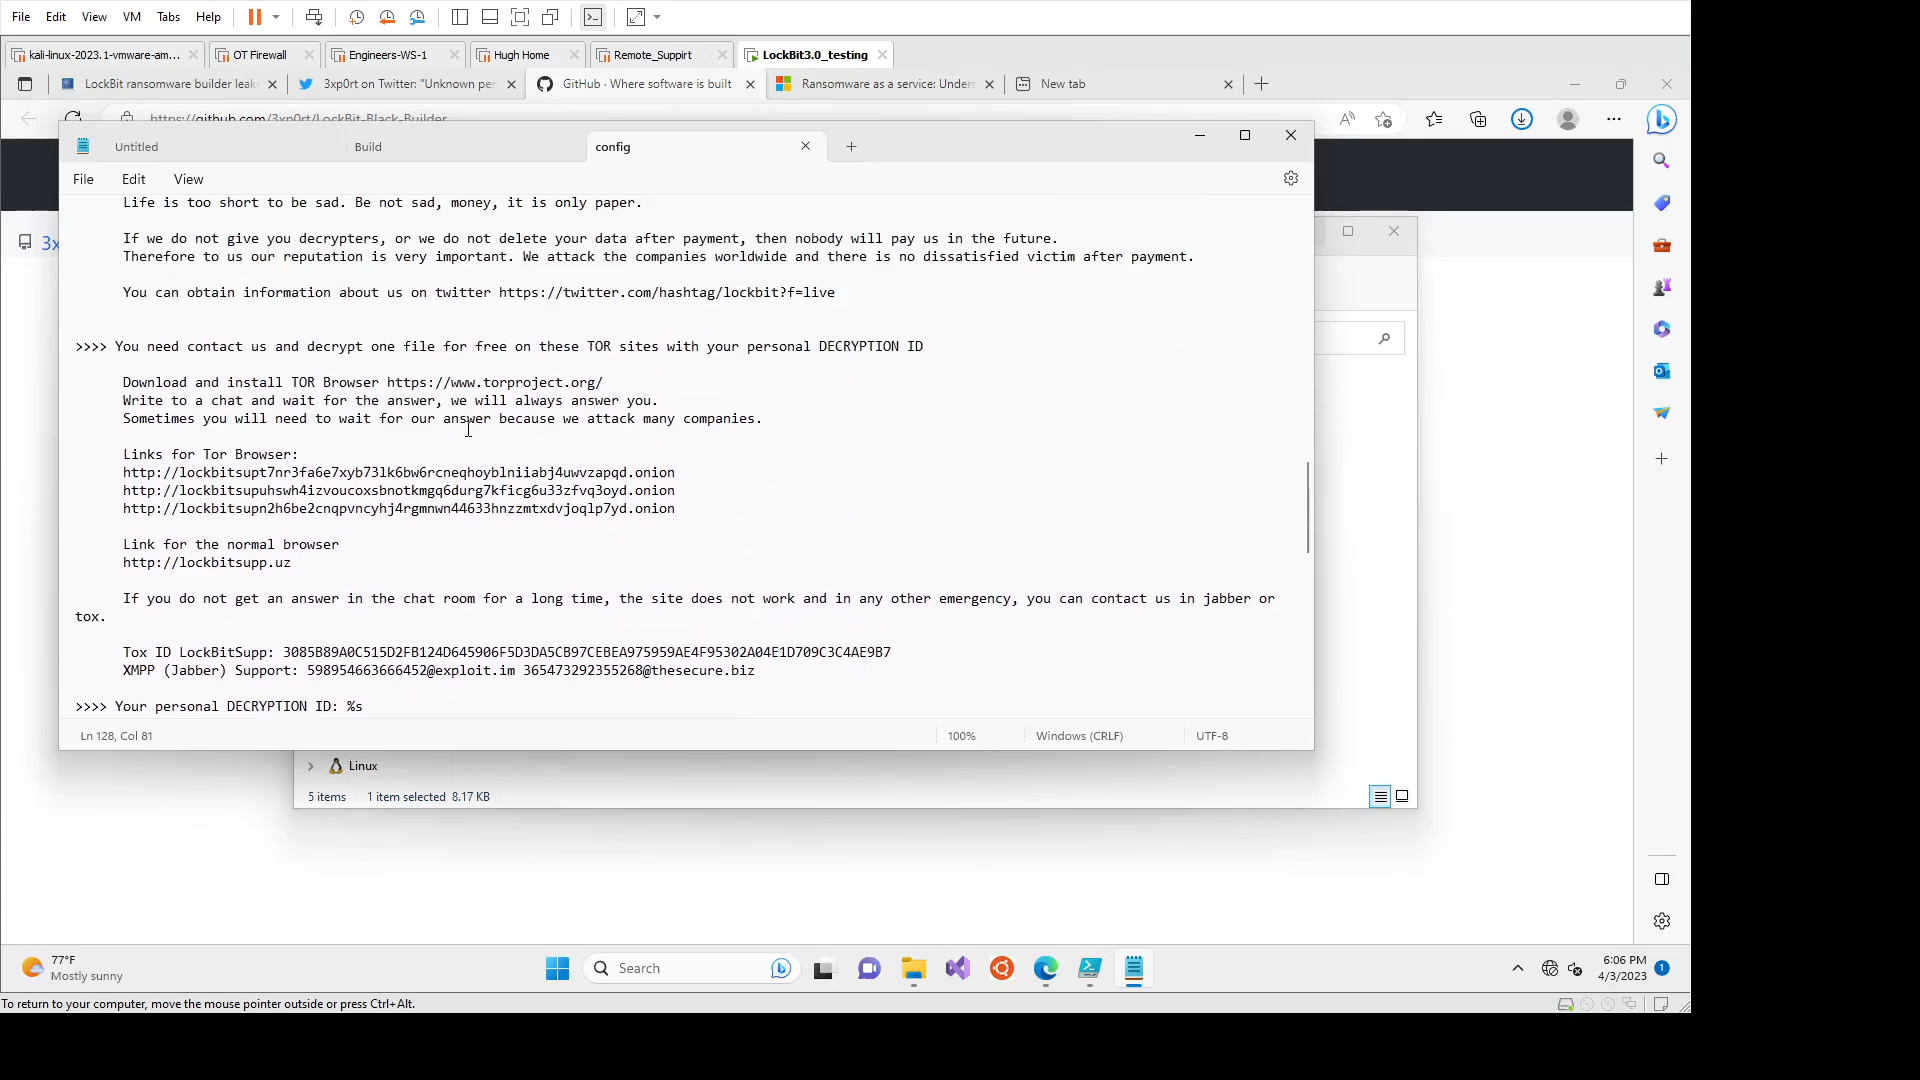 File Edit View VM Tabs Help
kali-linux-2023.1-vmware-am... OT Firewall Engineers-WS-1 Hugh Home Remote_Suppirt LockBit3.0_testing
LockBit ransomware builder leak 3xp0rt on Twitter: "Unknown per GitHub · Where software is built Ransomware as a service: Unders New tab
https://github.com/3xp0rt/LockBit-Black-Builder
Untitled Build config
File Edit View
Life is too short to be sad. Be not sad, money, it is only paper.
If we do not give you decrypters, or we do not delete your data after payment, then nobody will pay us in the future.
3x
Therefore to us our reputation is very important. We attack the companies worldwide and there is no dissatisfied victim after payment.
You can obtain information about us on twitter https://twitter.com/hashtag/lockbit?f=live
>>>> You need contact us and decrypt one file for free on these TOR sites with your personal DECRYPTION ID
Download and install TOR Browser https://www.torproject.org/
Write to a chat and wait for the answer, we will always answer you.
Sometimes you will need to wait for our answer because we attack many companies.
Links for Tor Browser:
http://lockbitsupt7nr3fa6e7xyb73lk6bw6rcneqhoyblniiabj4uwvzapqd.onion
http://lockbitsupuhswh4izvoucoxsbnotkmgq6durg7kficg6u33zfvq3oyd.onion
http://lockbitsupn2h6be2cnqpvncyhj4rgmnwn44633hnzzmtxdvjoqlp7yd.onion
Link for the normal browser
http://lockbitsupp.uz
If you do not get an answer in the chat room for a long time, the site does not work and in any other emergency, you can contact us in jabber or
tox.
Tox ID LockBitSupp: 3085B89A0C515D2FB124D645906F5D3DA5CB97CEBEA975959AE4F95302A04E1D709C3C4AE9B7
XMPP (Jabber) Support: 598954663666452@exploit.im 365473292355268@thesecure.biz
>>>> Your personal DECRYPTION ID: %s
Ln 128, Col 81 100% Windows (CRLF) UTF-8
Linux
5 items 1 item selected 8.17 KB
77°F
Mostly sunny
Search
6:06 PM
4/3/2023
1
To return to your computer, move the mouse pointer outside or press Ctrl+Alt.